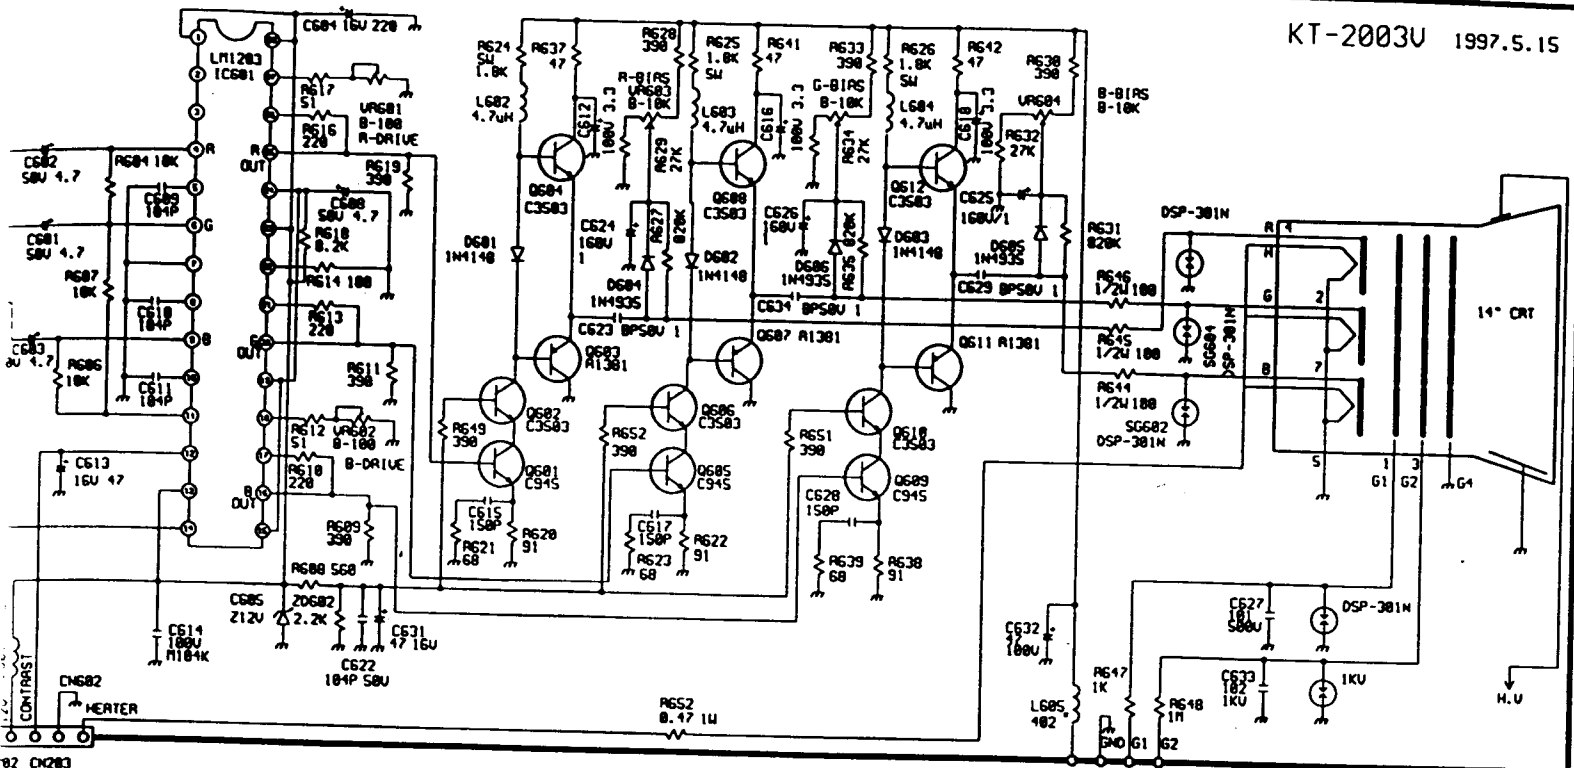 KT-2003V 1997.5.15
C604 16V 220
LM1203
IC601
R617
51
VR601
B-100
R-DRIVE
R616
220
R
OUT
R619
390
C602
50V 4.7
R604 10K
R
C609
104P
C608
50V 4.7
R618
8.2K
G
C601
50V 4.7
R607
10K
R614 100
C610
104P
R613
220
G
OUT
B
C603
4.7
R606
10K
R611
390
C611
104P
R612
51
VR602
B-100
B-DRIVE
R610
220
B
OUT
C613
16V 47
R609
390
R608 560
C605
Z12V
ZD602
2.2K
C631
47 16V
C622
104P 50V
C614
100V
M104K
CONTRAST
CN602
HEATER
CN203
R624
5W
1.8K
R637
47
L602
4.7uH
C612
100V 3.3
Q604
C3503
D601
1N4148
R628
390
R-BIAS
VR603
B-10K
R629
27K
C624
160V
1
R627
820K
D604
1N4935
C623
BP50V 1
Q603
A1381
Q602
C3503
R649
390
Q601
C945
C615
150P
R621
68
R620
91
R625
1.8K
5W
R641
47
L603
4.7uH
C616
100V 3.3
Q608
C3503
D602
1N4148
R633
390
G-BIAS
B-10K
R634
27K
C626
160V
D606
1N4935
R635 820K
C634
BP50V 1
Q607 A1381
Q606
C3503
R652
390
Q605
C945
C617
150P
R623
68
R622
91
R626
1.8K
5W
R642
47
L604
4.7uH
C618
100V 3.3
Q612
C3503
D603
1N4148
R630
390
VR604
B-BIAS
B-10K
R632
27K
C625
160V/1
R631
820K
D605
1N4935
C629 BP50V 1
Q611 A1381
Q610
C3503
R651
390
Q609
C945
C628
150P
R639
68
R638
91
DSP-301N
R646
1/2W 100
R645
1/2W 100
SG604
DSP-301N
R644
1/2W 100
SG602
DSP-301N
R 4
H
G
2
7
B
5
1
3
G1
G2
G4
14" CRT
C627
101
500V
DSP-301N
C632
47
100V
R647
1K
R648
1M
C633
102
1KV
1KV
L605
402
H.V
R652
0.47 1W
GND G1 G2